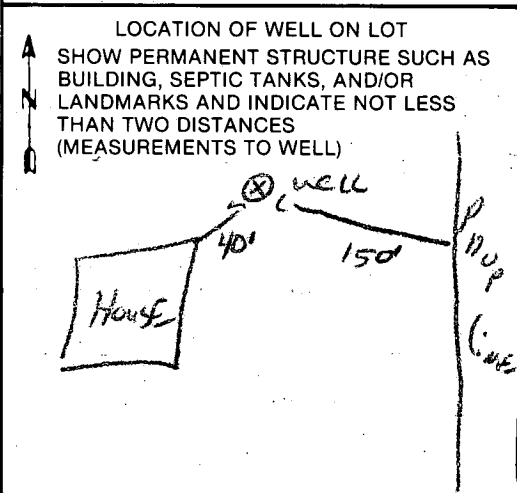 LOCATION OF WELL ON LOT
SHOW PERMANENT STRUCTURE SUCH AS
BUILDING, SEPTIC TANKS, AND/OR
LANDMARKS AND INDICATE NOT LESS
THAN TWO DISTANCES
(MEASUREMENTS TO WELL)
N
well
40'
150'
House
Line